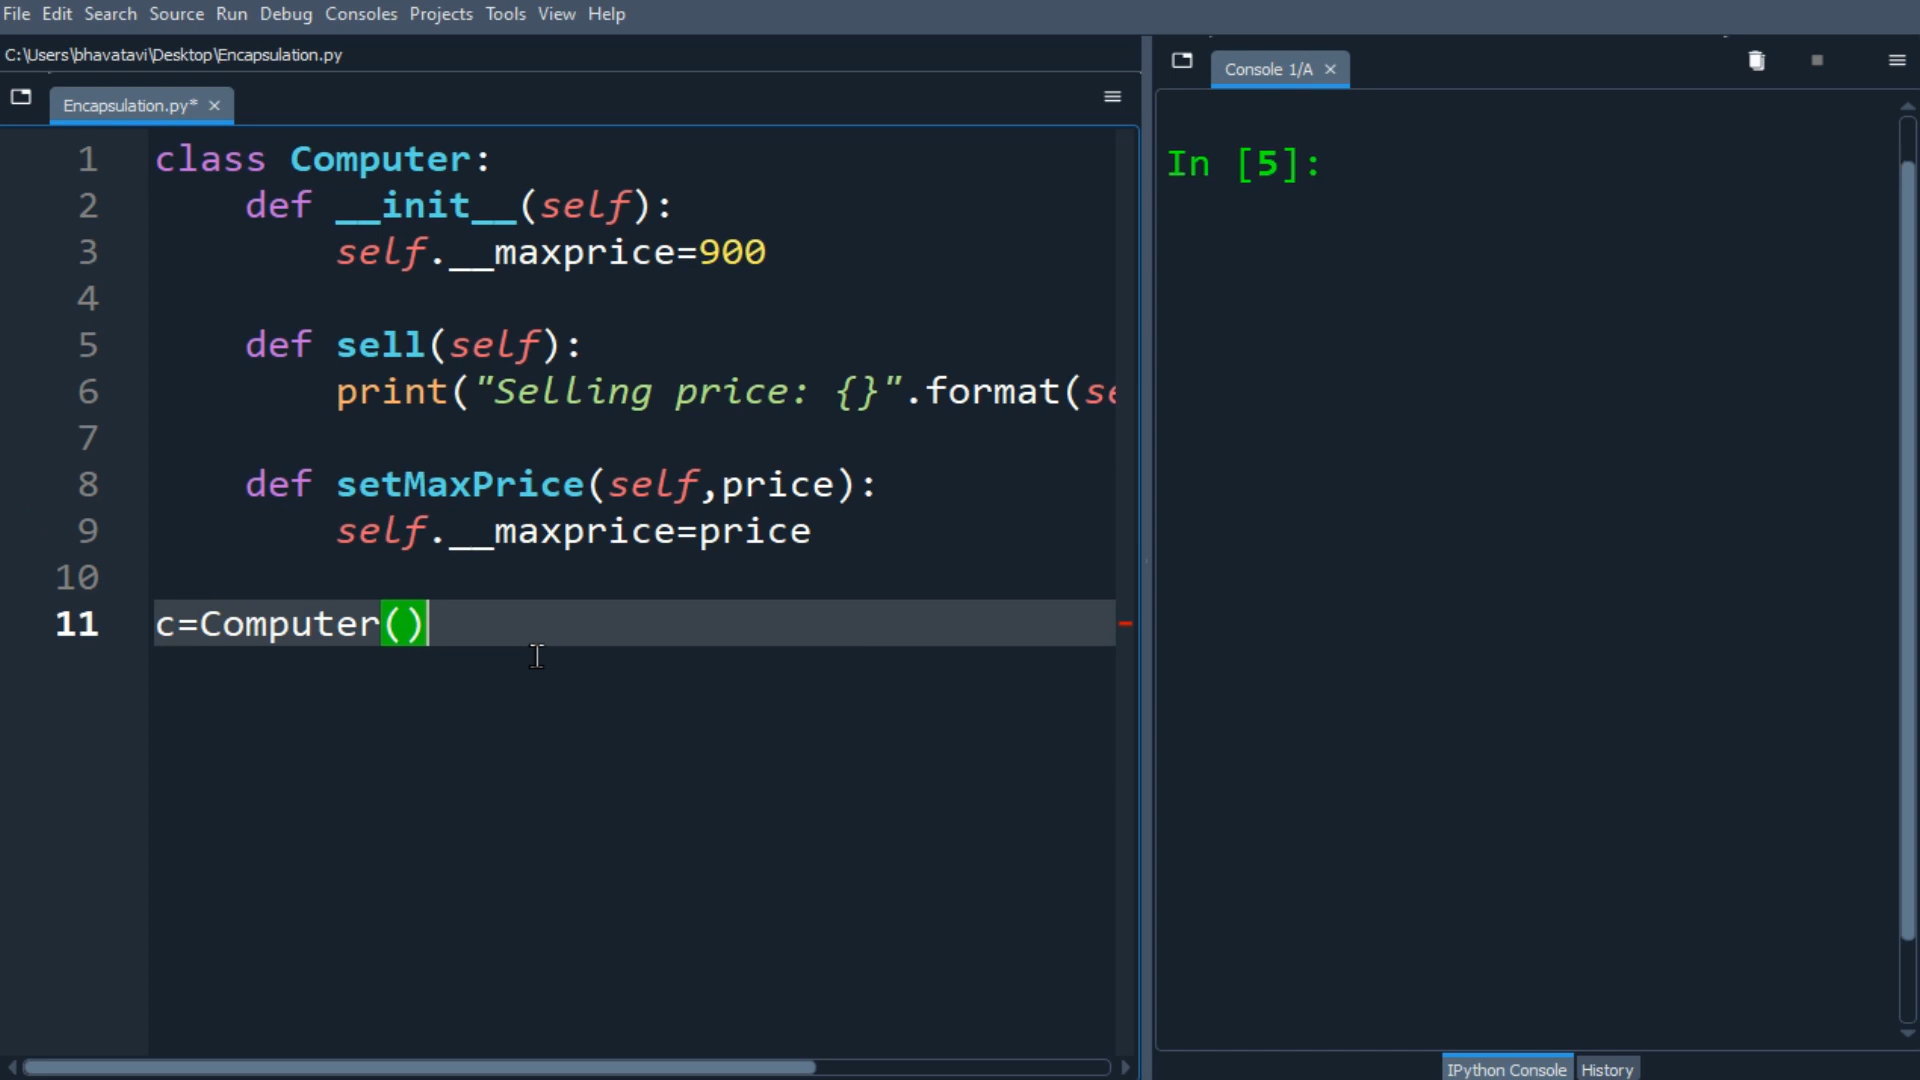 File Edit Search Source Run Debug Consoles Projects Tools View Help
C:\Users\bhavatavi\Desktop\Encapsulation.py
Encapsulation.py*
Console 1/A
1 class Computer:
2 def __init__(self):
3 self.__maxprice=900
4
5 def sell(self):
6 print("Selling price: {}".format(se
7
8 def setMaxPrice(self,price):
9 self.__maxprice=price
10
11 c=Computer()
In [5]:
IPython Console History